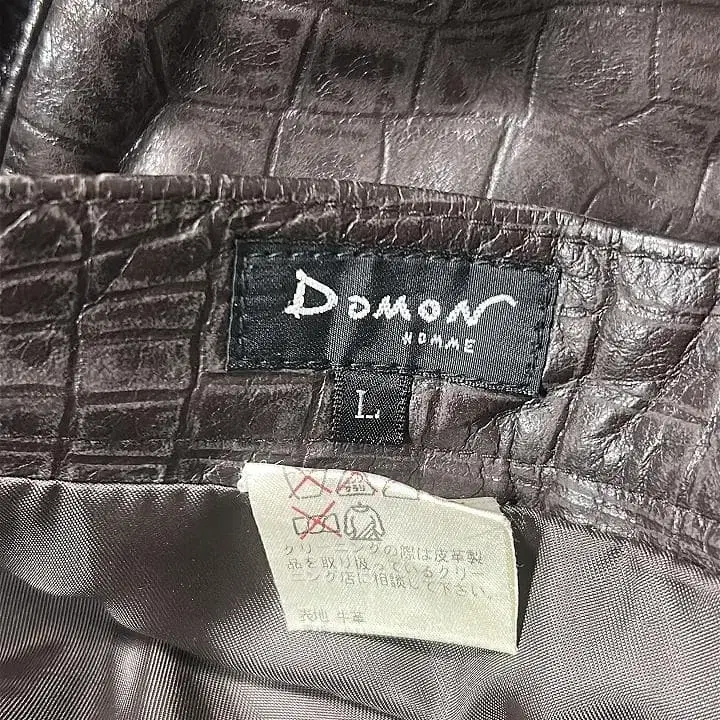 DOMON
HOMME
L
クリーニングの際は皮革製
品を取り扱っているクリー
ニング店に相談して下さい。
表地 牛革